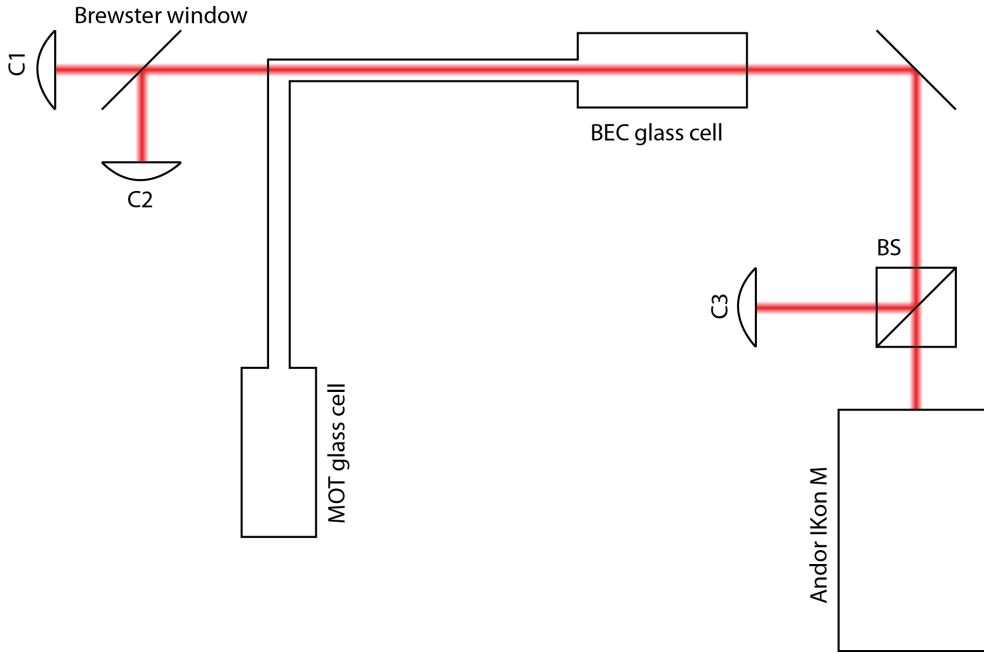 Brewster window
C1
BEC glass cell
C2
BS
C3
MOT glass cell
Andor IKon M